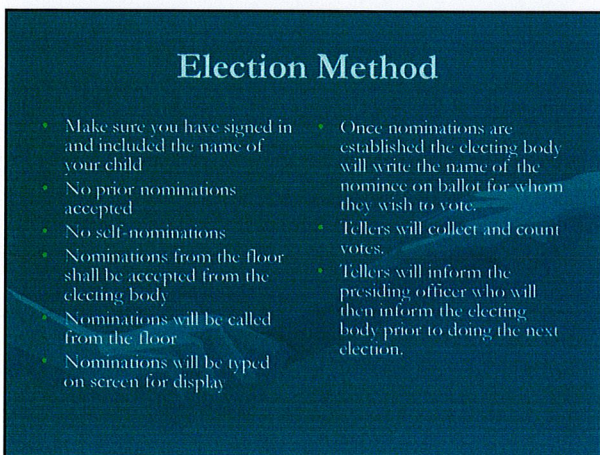 Election Method
• Make sure you have signed in
and included the name of
your child
• No prior nominations
accepted
• No self-nominations
• Nominations from the floor
shall be accepted from the
electing body
• Nominations will be called
from the floor
• Nominations will be typed
on screen for display
• Once nominations are
established the electing body
will write the name of the
nominee on ballot for whom
they wish to vote.
• Tellers will collect and count
votes.
• Tellers will inform the
presiding officer who will
then inform the electing
body prior to doing the next
election.